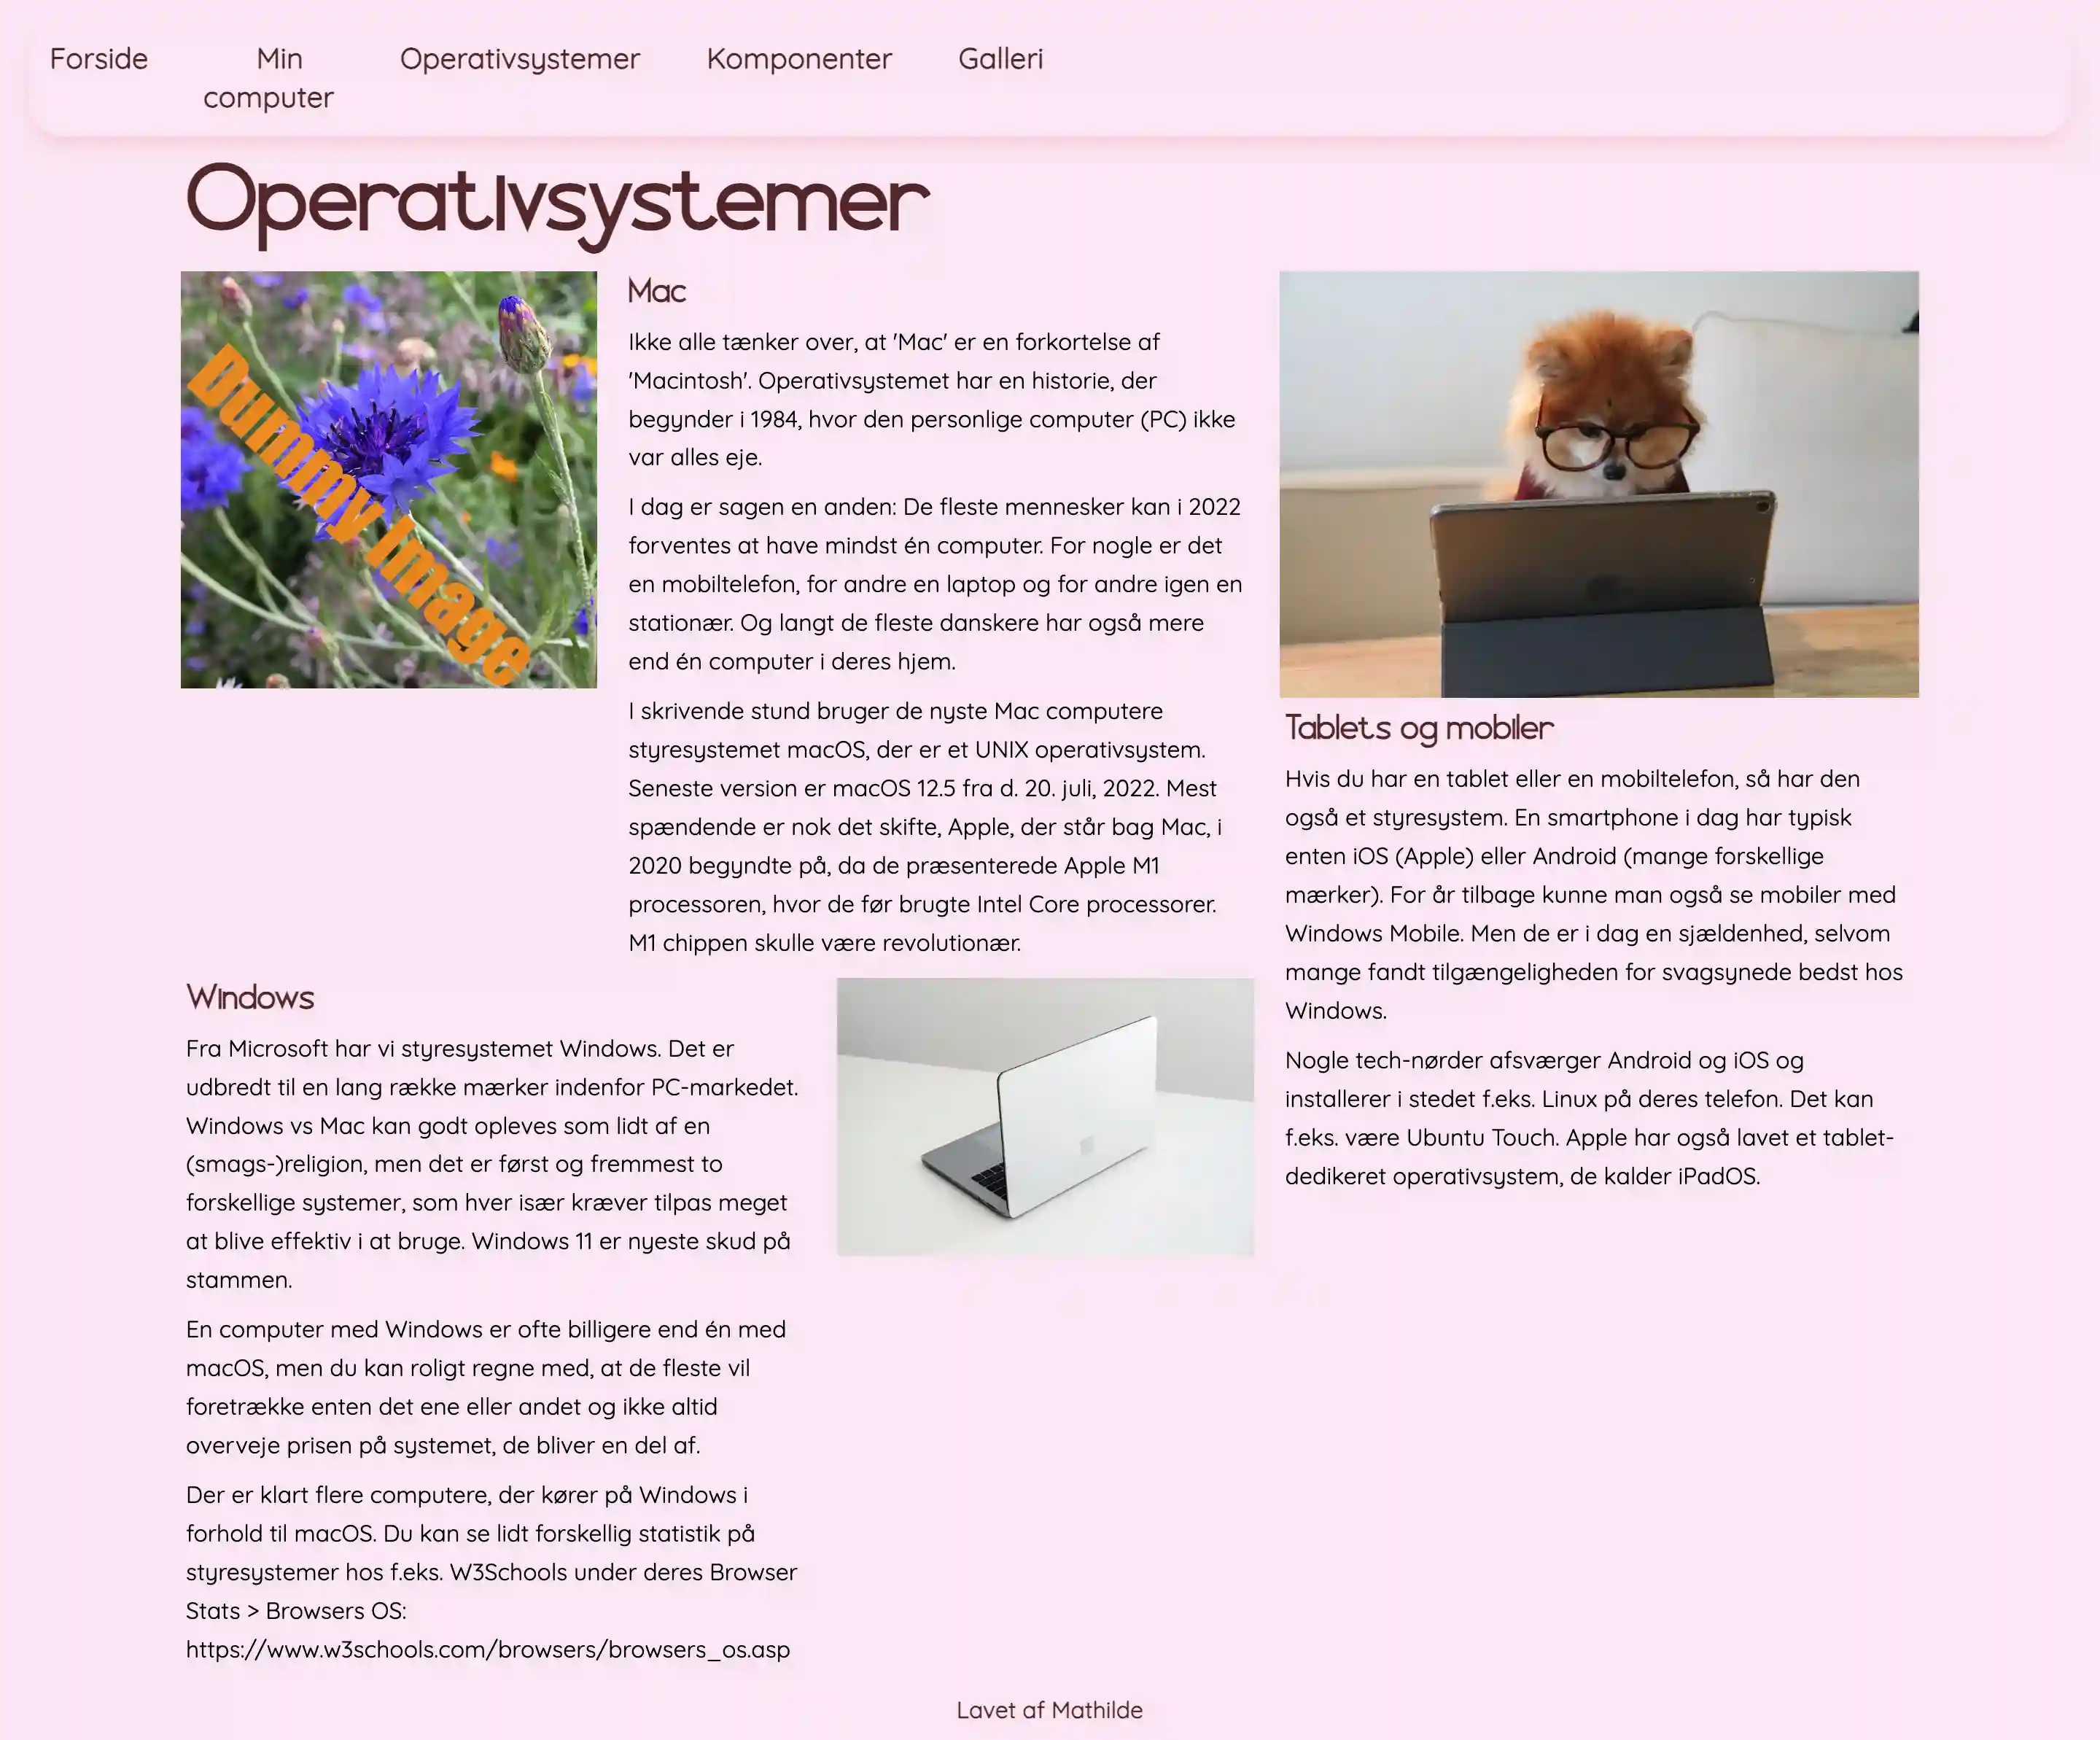 Forside
Min
computer
Operativsystemer
Komponenter
Galleri
Operativsystemer
Dummy Image
Mac
Ikke alle tænker over, at 'Mac' er en forkortelse af
'Macintosh'. Operativsystemet har en historie, der
begynder i 1984, hvor den personlige computer (PC) ikke
var alles eje.
I dag er sagen en anden: De fleste mennesker kan i 2022
forventes at have mindst én computer. For nogle er det
en mobiltelefon, for andre en laptop og for andre igen en
stationær. Og langt de fleste danskere har også mere
end én computer i deres hjem.
I skrivende stund bruger de nyste Mac computere
styresystemet macOS, der er et UNIX operativsystem.
Seneste version er macOS 12.5 fra d. 20. juli, 2022. Mest
spændende er nok det skifte, Apple, der står bag Mac, i
2020 begyndte på, da de præsenterede Apple M1
processoren, hvor de før brugte Intel Core processorer.
M1 chippen skulle være revolutionær.
Windows
Fra Microsoft har vi styresystemet Windows. Det er
udbredt til en lang række mærker indenfor PC-markedet.
Windows vs Mac kan godt opleves som lidt af en
(smags-)religion, men det er først og fremmest to
forskellige systemer, som hver især kræver tilpas meget
at blive effektiv i at bruge. Windows 11 er nyeste skud på
stammen.
En computer med Windows er ofte billigere end én med
macOS, men du kan roligt regne med, at de fleste vil
foretrække enten det ene eller andet og ikke altid
overveje prisen på systemet, de bliver en del af.
Der er klart flere computere, der kører på Windows i
forhold til macOS. Du kan se lidt forskellig statistik på
styresystemer hos f.eks. W3Schools under deres Browser
Stats > Browsers OS:
https://www.w3schools.com/browsers/browsers_os.asp
Tablets og mobiler
Hvis du har en tablet eller en mobiltelefon, så har den
også et styresystem. En smartphone i dag har typisk
enten iOS (Apple) eller Android (mange forskellige
mærker). For år tilbage kunne man også se mobiler med
Windows Mobile. Men de er i dag en sjældenhed, selvom
mange fandt tilgængeligheden for svagsynede bedst hos
Windows.
Nogle tech-nørder afsværger Android og iOS og
installerer i stedet f.eks. Linux på deres telefon. Det kan
f.eks. være Ubuntu Touch. Apple har også lavet et tablet-
dedikeret operativsystem, de kalder iPadOS.
Lavet af Mathilde